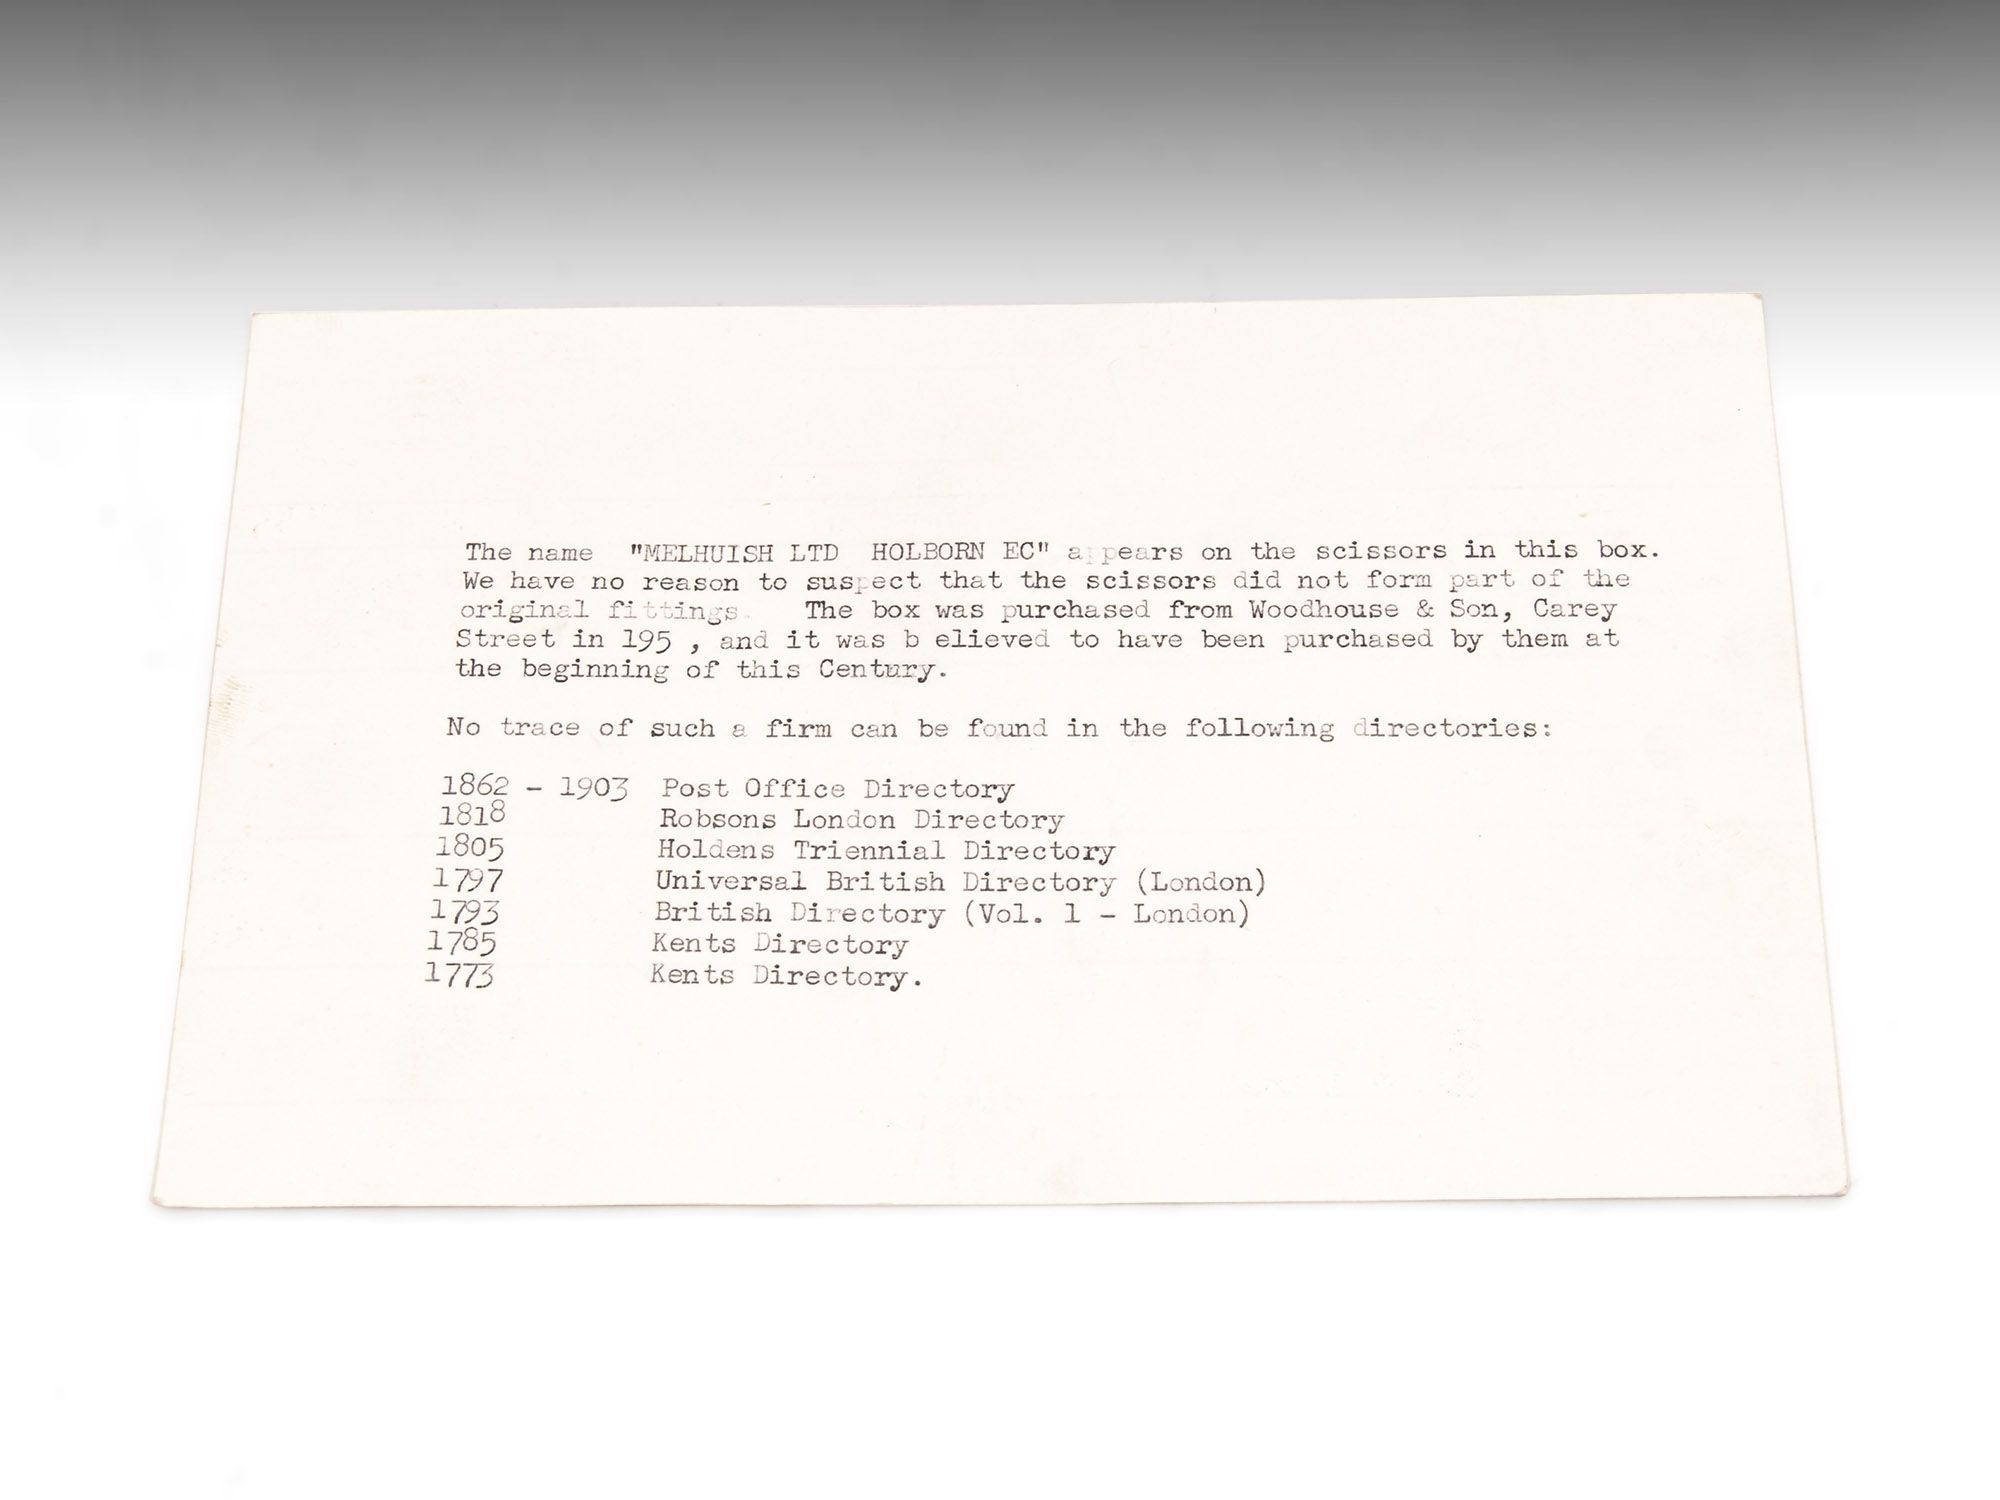 The name "MELHUISH LTD HOLBORN EC" appears on the scissors in this box.
We have no reason to suspect that the scissors did not form part of the
original fittings. The box was purchased from Woodhouse & Son, Carey
Street in 195 , and it was b elieved to have been purchased by them at
the beginning of this Century.
No trace of such a firm can be found in the following directories:
1862 - 1903 Post Office Directory
1818 Robsons London Directory
1805 Holdens Triennial Directory
1797 Universal British Directory (London)
1793 British Directory (Vol. 1 - London)
1785 Kents Directory
1773 Kents Directory.